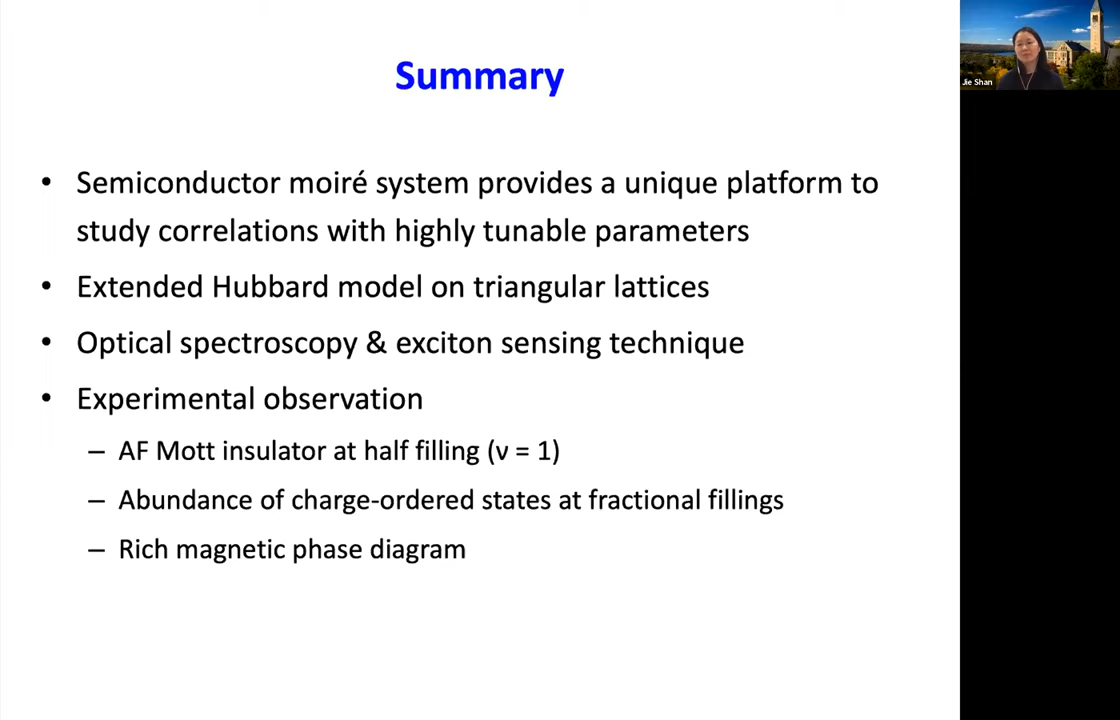 Summary
• Semiconductor moiré system provides a unique platform to
study correlations with highly tunable parameters
• Extended Hubbard model on triangular lattices
• Optical spectroscopy & exciton sensing technique
• Experimental observation
– AF Mott insulator at half filling (ν = 1)
– Abundance of charge-ordered states at fractional fillings
– Rich magnetic phase diagram
Jie Shan